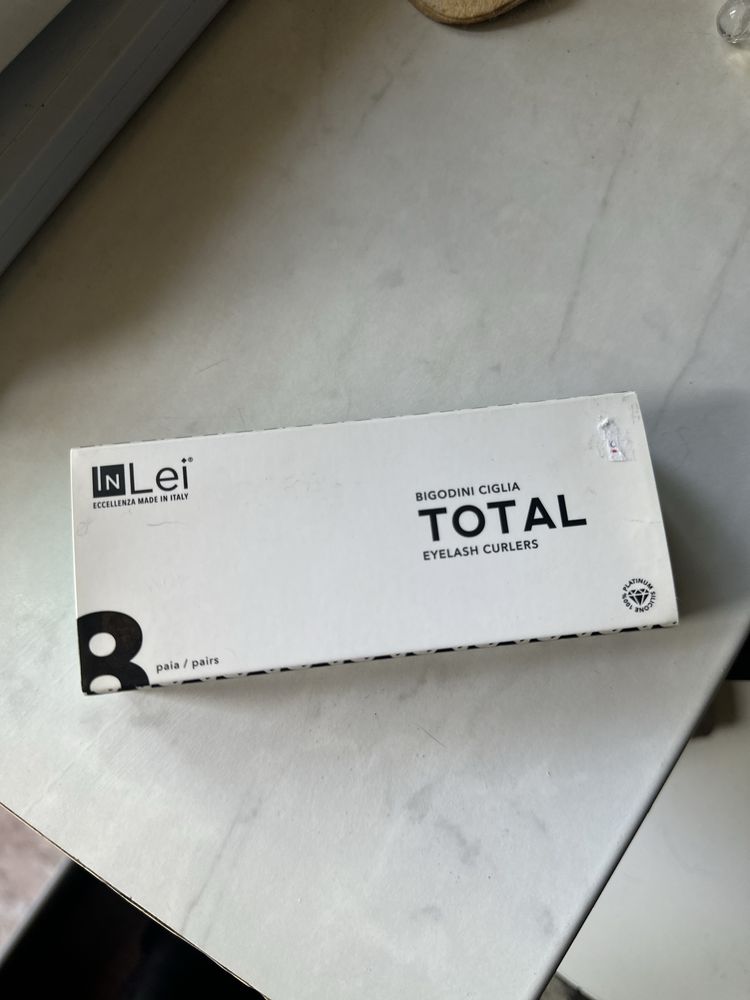 INLei®
ECCELLENZA MADE IN ITALY
BIGODINI CIGLIA
TOTAL
EYELASH CURLERS
100% PLATINUM SILICONE
8 paia / pairs